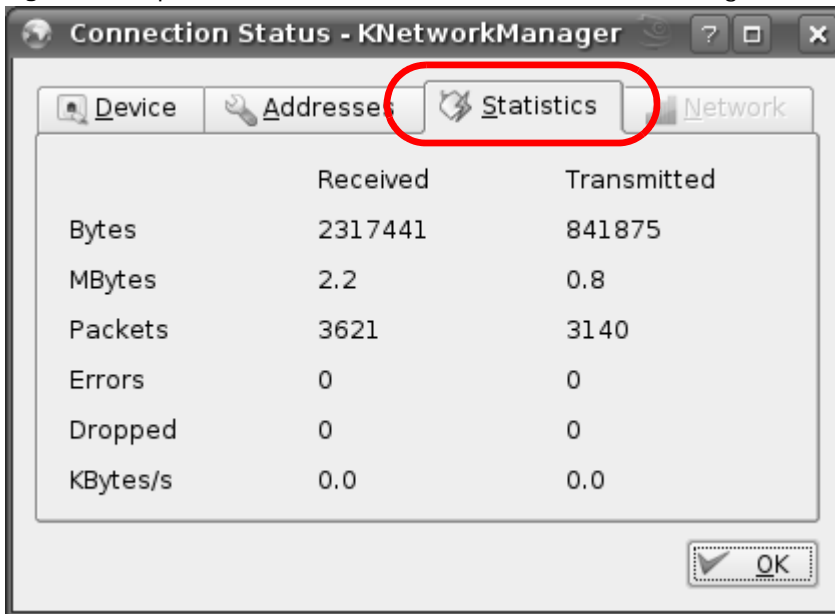 Connection Status - KNetworkManager
Device Addresses Statistics Network
Received Transmitted
Bytes 2317441 841875
MBytes 2.2 0.8
Packets 3621 3140
Errors 0 0
Dropped 0 0
KBytes/s 0.0 0.0
OK